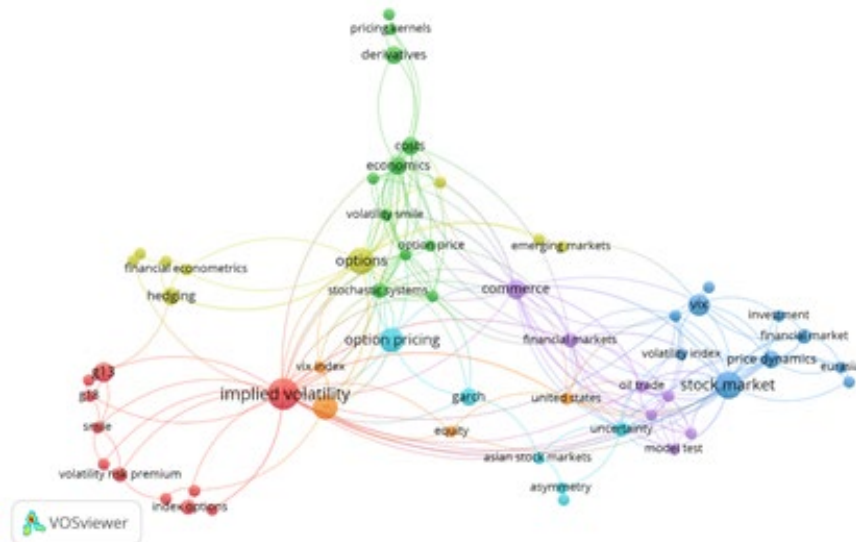 pricing kernels
derivatives
costs
economics
volatility smile
option price
emerging markets
options
financial econometrics
stochastic systems
commerce
hedging
vix
investment
option pricing
financial markets
financial market
volatility index
price dynamics
vix index
g13
eurasia
oil trade
stock market
implied volatility
garch
united states
smile
equity
uncertainty
model test
asian stock markets
volatility risk premium
asymmetry
index options
VOSviewer